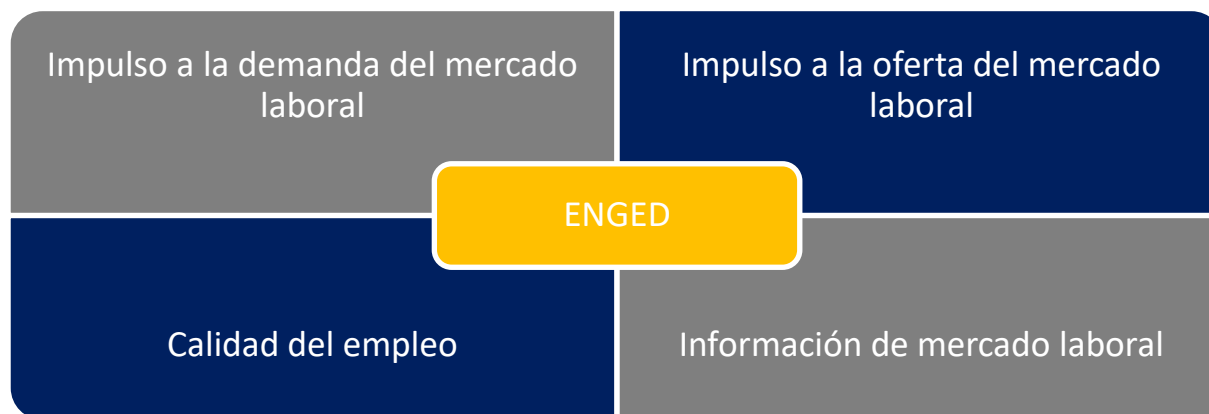 Impulso a la demanda del mercado
laboral
Impulso a la oferta del mercado
laboral
ENGED
Calidad del empleo
Información de mercado laboral